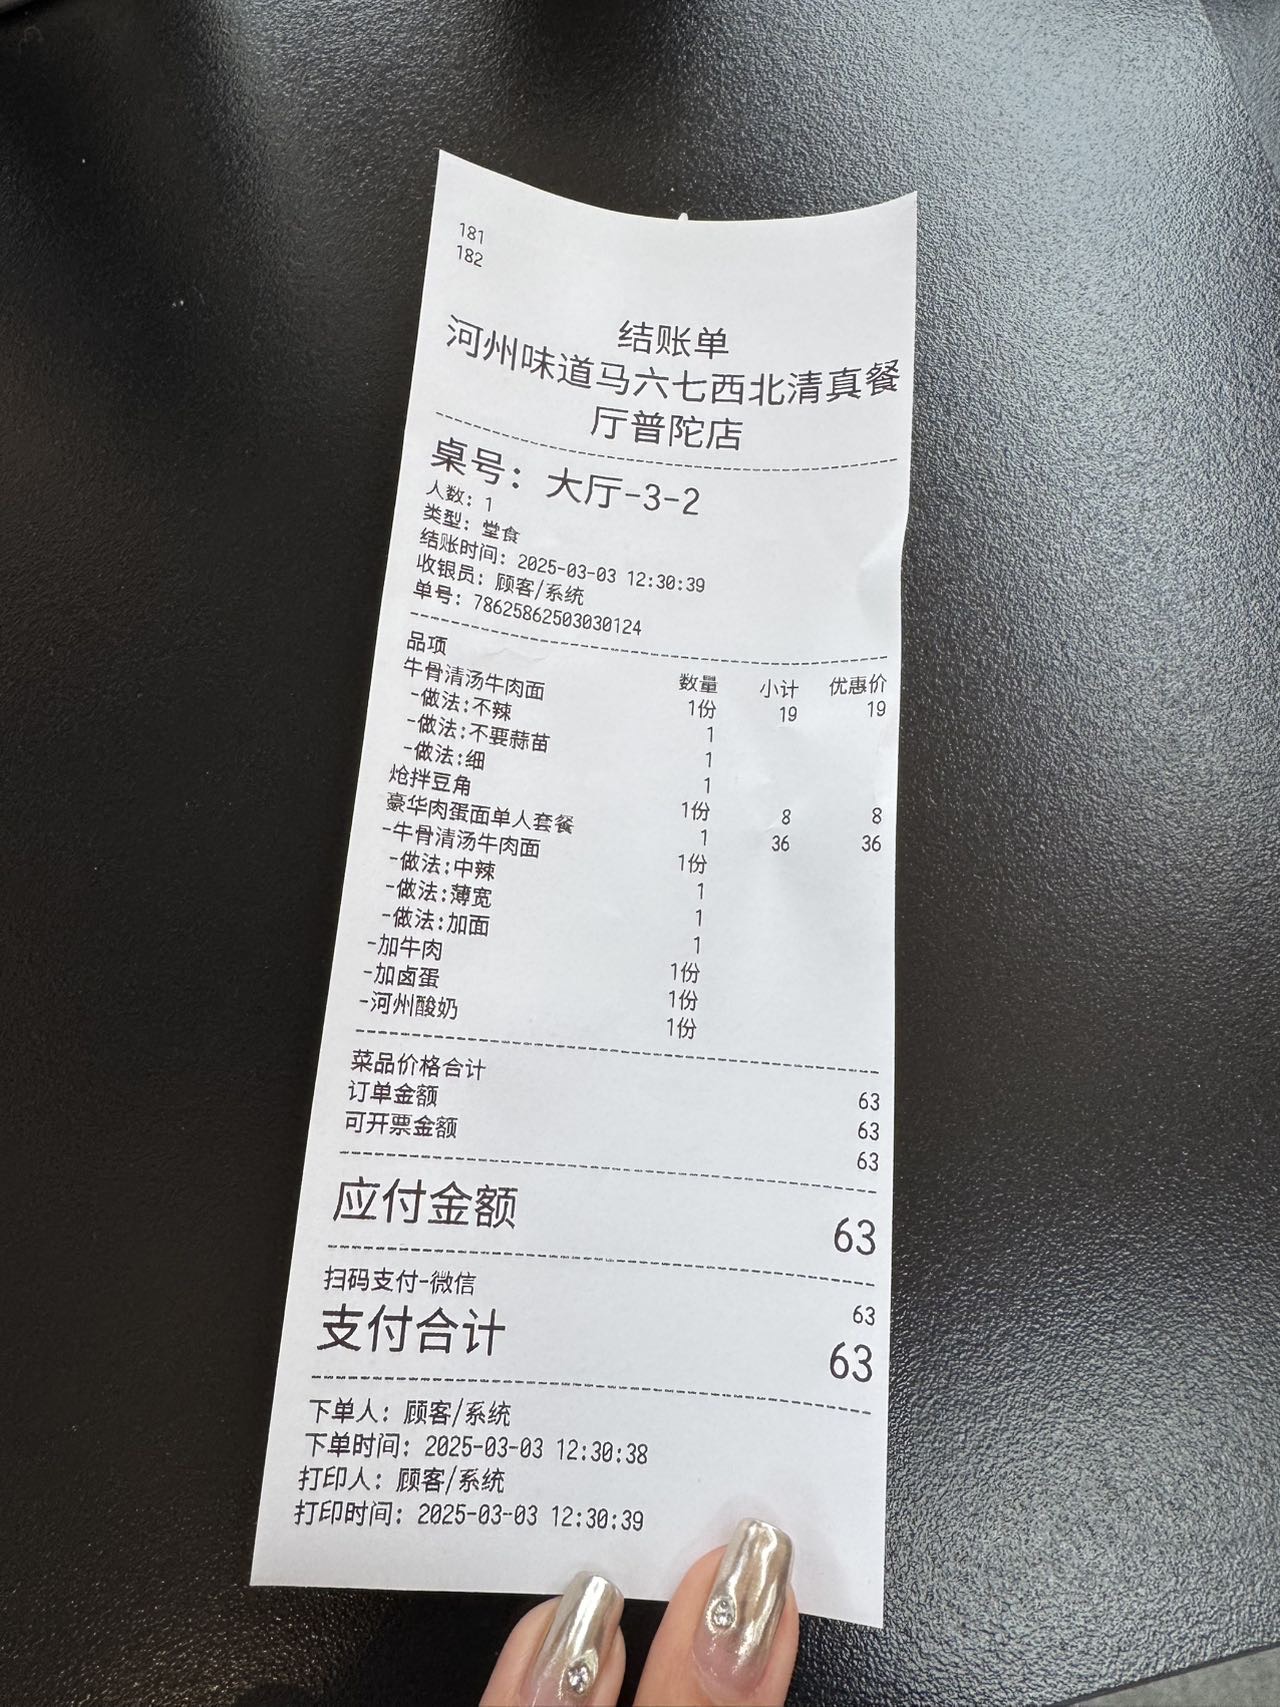 181
182
结账单
河州味道马六七西北清真餐
厅普陀店
桌号：大厅-3-2
人数：1
类型：堂食
结账时间：2025-03-03 12:30:39
收银员：顾客/系统
单号：78625862503030124
品项 数量 小计 优惠价
牛骨清汤牛肉面 1份 19 19
-做法:不辣 1
-做法:不要蒜苗 1
-做法:细 1
炝拌豆角 1份 8 8
豪华肉蛋面单人套餐 1 36 36
-牛骨清汤牛肉面 1份
-做法:中辣 1
-做法:薄宽 1
-做法:加面 1
-加牛肉 1份
-加卤蛋 1份
-河州酸奶 1份
菜品价格合计 63
订单金额 63
可开票金额 63
应付金额 63
扫码支付-微信 63
支付合计 63
下单人：顾客/系统
下单时间：2025-03-03 12:30:38
打印人：顾客/系统
打印时间：2025-03-03 12:30:39